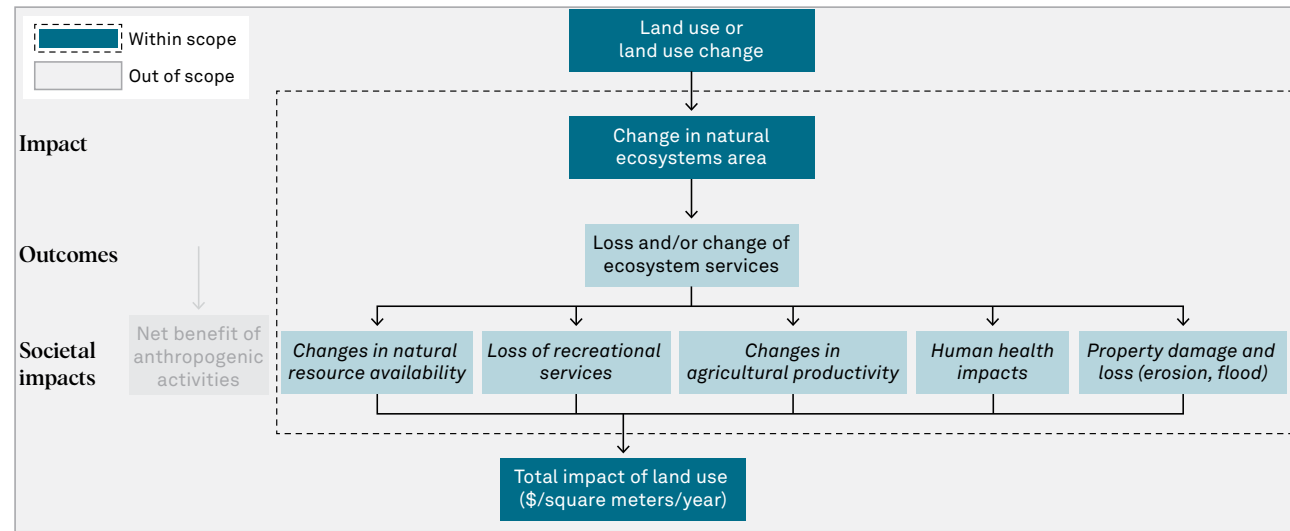 Within scope
Out of scope
Land use or
land use change
Impact
Change in natural
ecosystems area
Outcomes
Loss and/or change of
ecosystem services
Societal
impacts
Net benefit of
anthropogenic
activities
Changes in natural
resource availability
Loss of recreational
services
Changes in
agricultural productivity
Human health
impacts
Property damage and
loss (erosion, flood)
Total impact of land use
($/square meters/year)